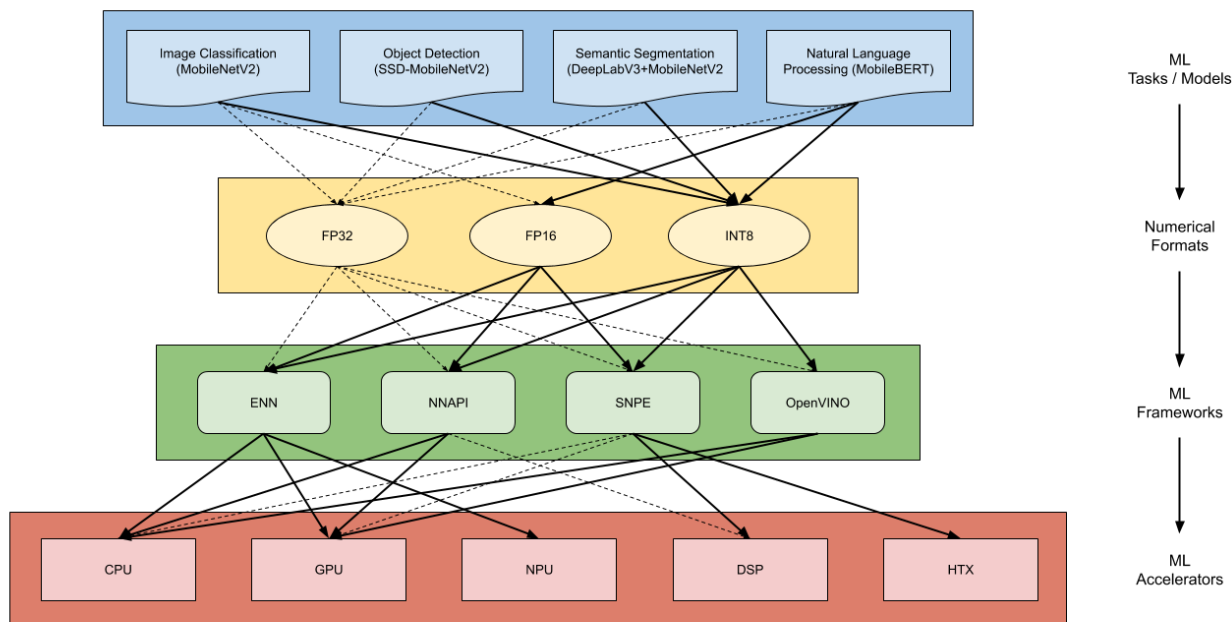 Image Classification
(MobileNetV2)
Object Detection
(SSD-MobileNetV2)
Semantic Segmentation
(DeepLabV3+MobileNetV2
Natural Language
Processing (MobileBERT)
ML
Tasks / Models
FP32
FP16
INT8
Numerical
Formats
ENN
NNAPI
SNPE
OpenVINO
ML
Frameworks
CPU
GPU
NPU
DSP
HTX
ML
Accelerators